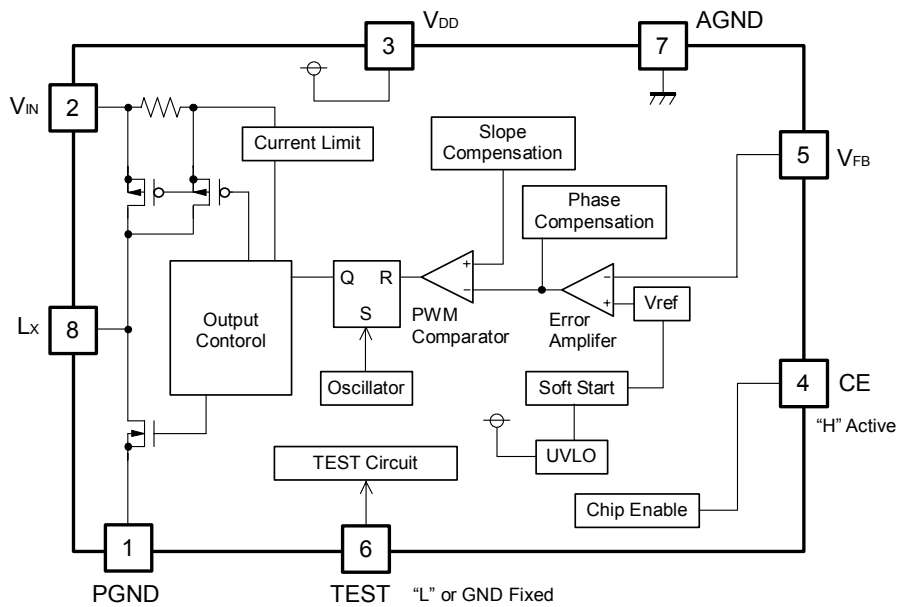 VDD
AGND
3
7
VIN
2
Current Limit
Slope
Compensation
5
VFB
Phase
Compensation
+
−
Q
R
S
PWM
Comparator
−
+
Error
Amplifer
Vref
LX
8
Output
Contorol
Oscillator
Soft Start
4
CE
"H" Active
UVLO
TEST Circuit
Chip Enable
1
6
PGND
TEST
"L" or GND Fixed